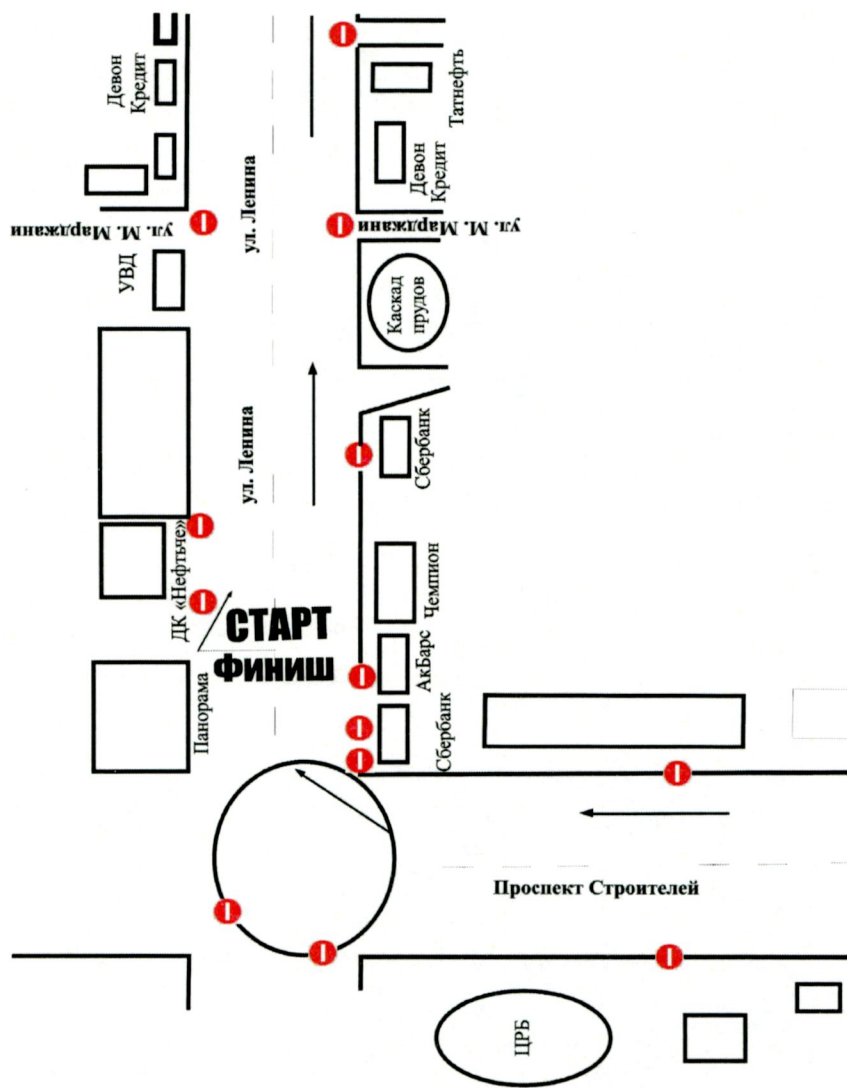 Девон
Кредит
ул. М. Марджани
УВД
ул. Ленина
Татнефть
Девон
Кредит
ул. М. Марджани
Каскад
прудов
ул. Ленина
Сбербанк
ДК «Нефтьче»
СТАРТ
ФИНИШ
Чемпион
АкБарс
Панорама
Сбербанк
Проспект Строителей
ЦРБ